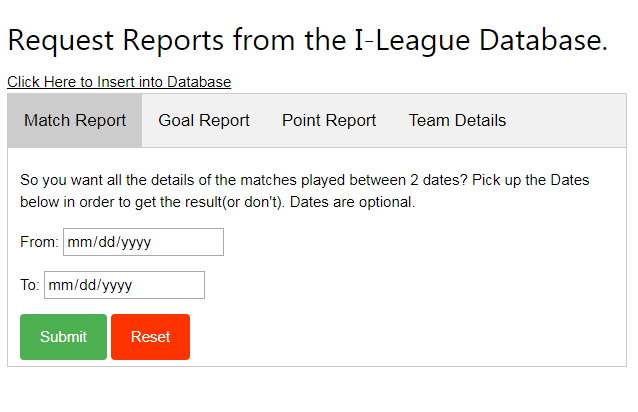 Request Reports from the I-League Database.
Click Here to Insert into Database
Match Report Goal Report Point Report Team Details
So you want all the details of the matches played between 2 dates? Pick up the Dates
below in order to get the result(or don't). Dates are optional.
From: mm/dd/yyyy
To: mm/dd/yyyy
Submit Reset